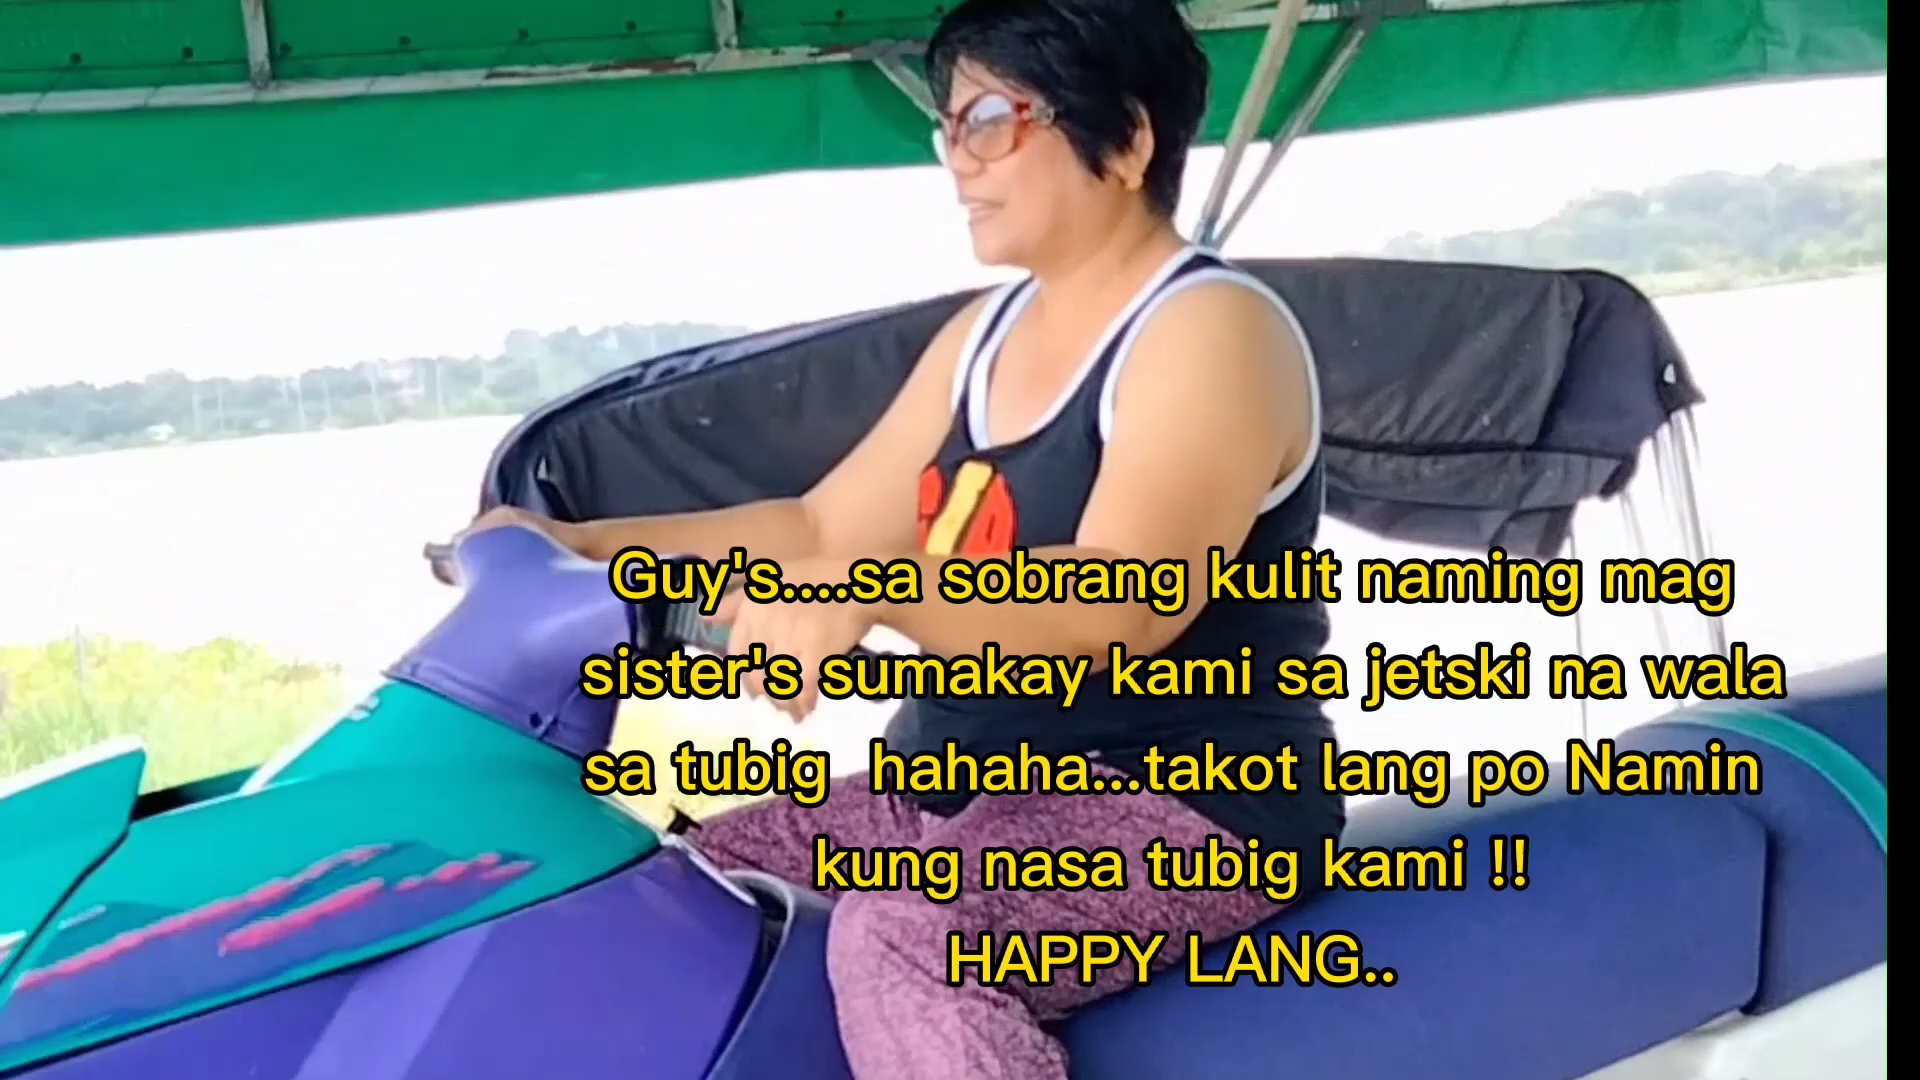 Guy's....sa sobrang kulit naming mag
sister's sumakay kami sa jetski na wala
sa tubig  hahaha...takot lang po Namin
kung nasa tubig kami !!
HAPPY LANG..